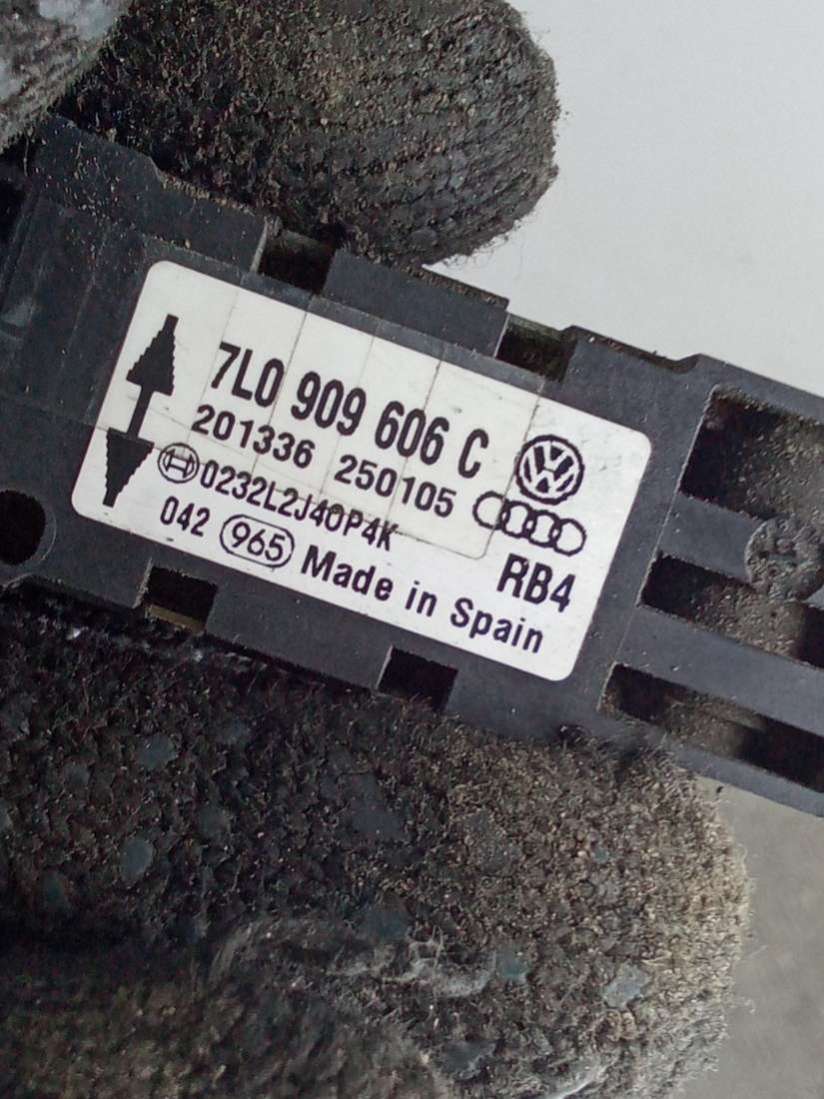 7L0 909 606 C
201336 250105
0232L2J40P4K
RB4
042 965 Made in Spain